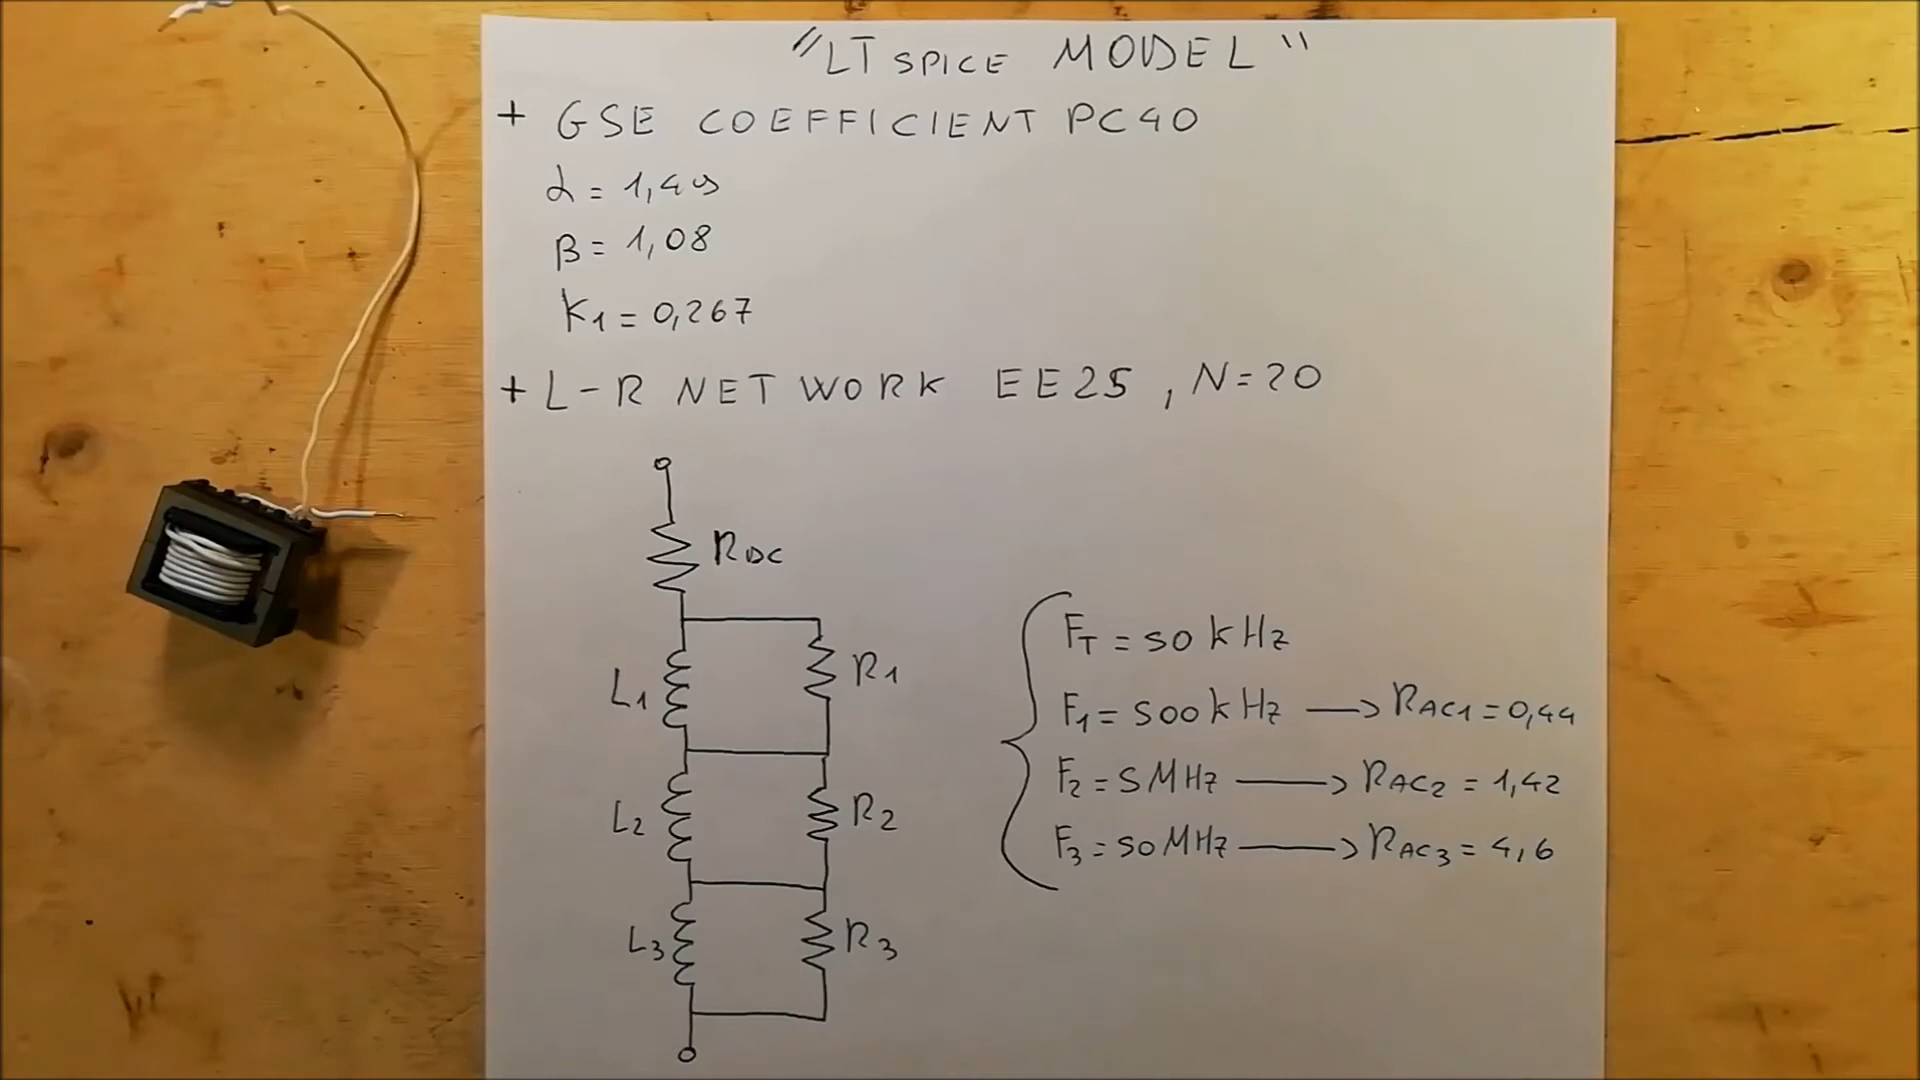 "LTSPICE MODEL"
+ GSE COEFFICIENT PC40
α = 1,49
β = 1,08
K1 = 0,267
+ L-R NETWORK EE25, N=20
RDC
L1
R1
L2
R2
L3
R3
FT = 50 kHz
F1 = 500 kHz → RAC1 = 0,44
F2 = 5 MHz → RAC2 = 1,42
F3 = 50 MHz → RAC3 = 4,6